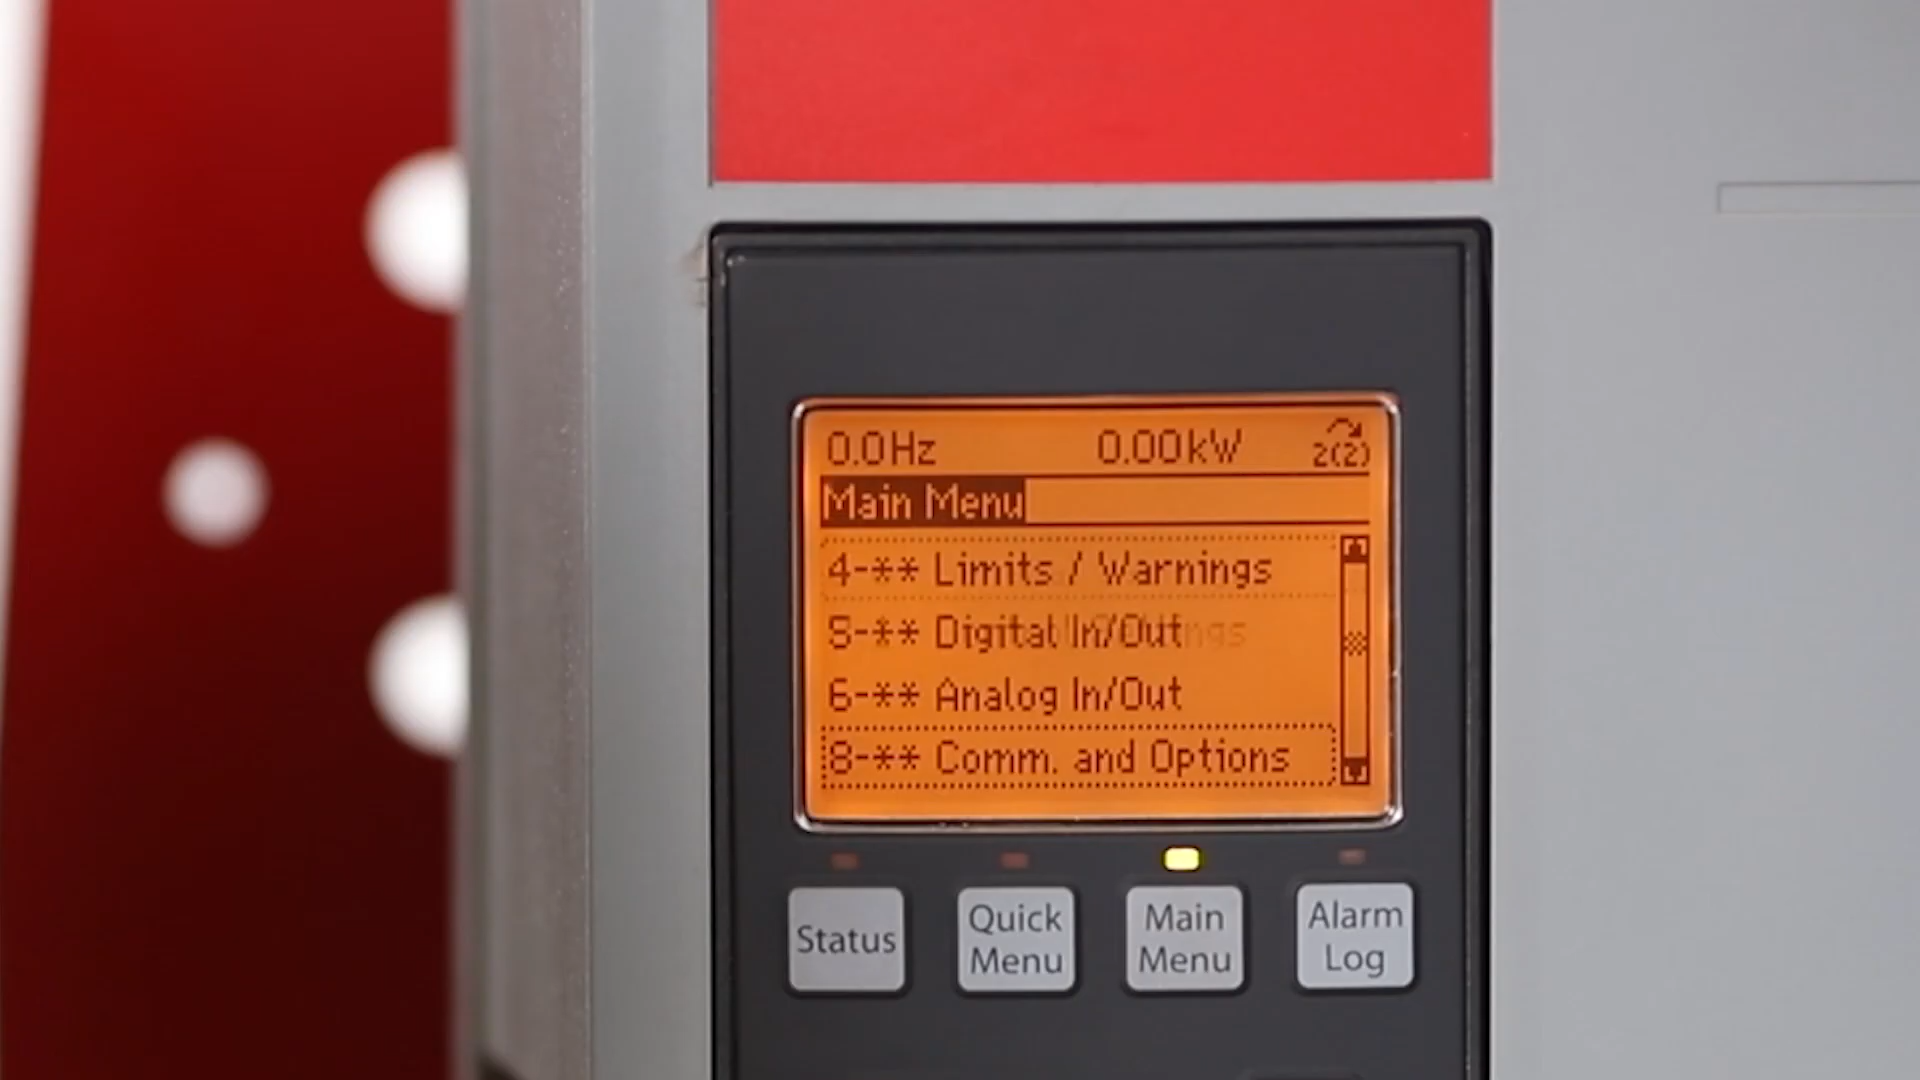 0.0Hz 0.00kW 2(2)
Main Menu
4-** Limits / Warnings
5-** Digital In/Out
6-** Analog In/Out
8-** Comm. and Options
Status
Quick
Menu
Main
Menu
Alarm
Log